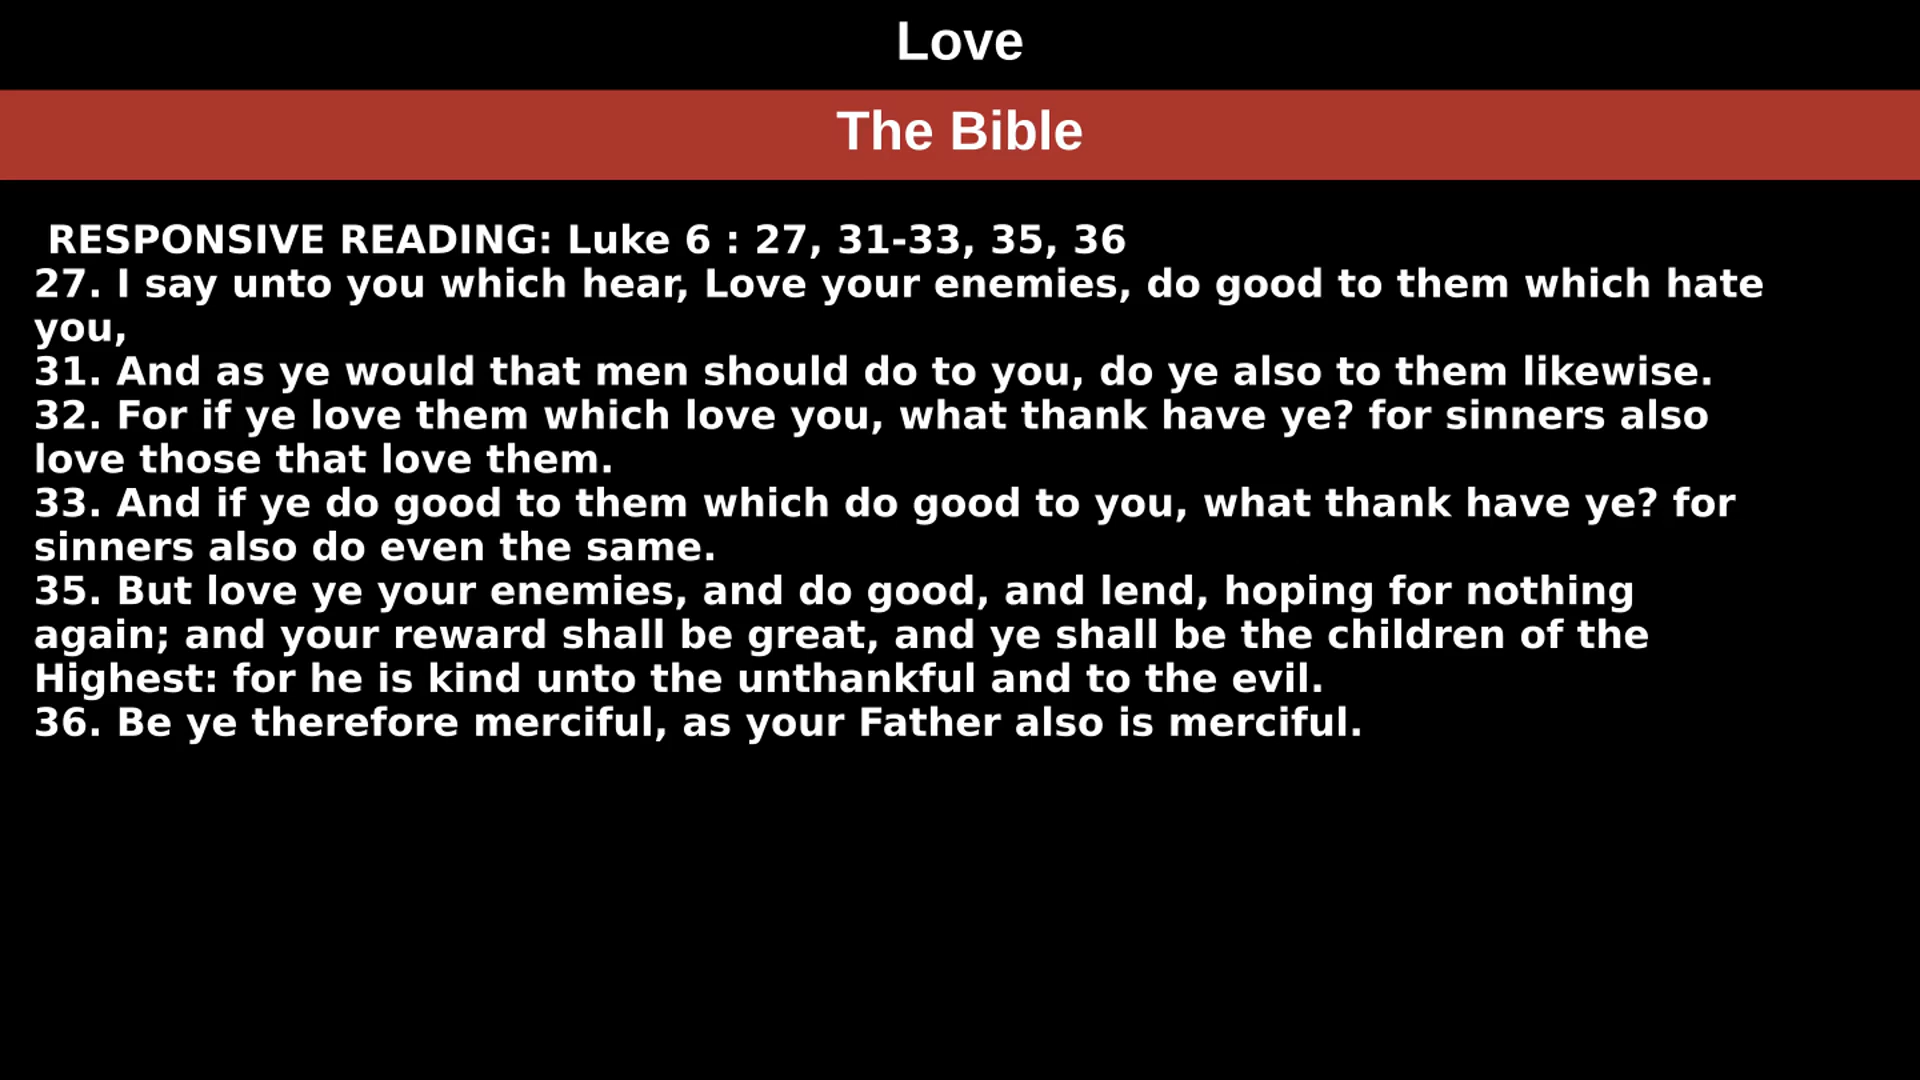 Love
The Bible
RESPONSIVE READING: Luke 6 : 27, 31-33, 35, 36
27. I say unto you which hear, Love your enemies, do good to them which hate
you,
31. And as ye would that men should do to you, do ye also to them likewise.
32. For if ye love them which love you, what thank have ye? for sinners also
love those that love them.
33. And if ye do good to them which do good to you, what thank have ye? for
sinners also do even the same.
35. But love ye your enemies, and do good, and lend, hoping for nothing
again; and your reward shall be great, and ye shall be the children of the
Highest: for he is kind unto the unthankful and to the evil.
36. Be ye therefore merciful, as your Father also is merciful.